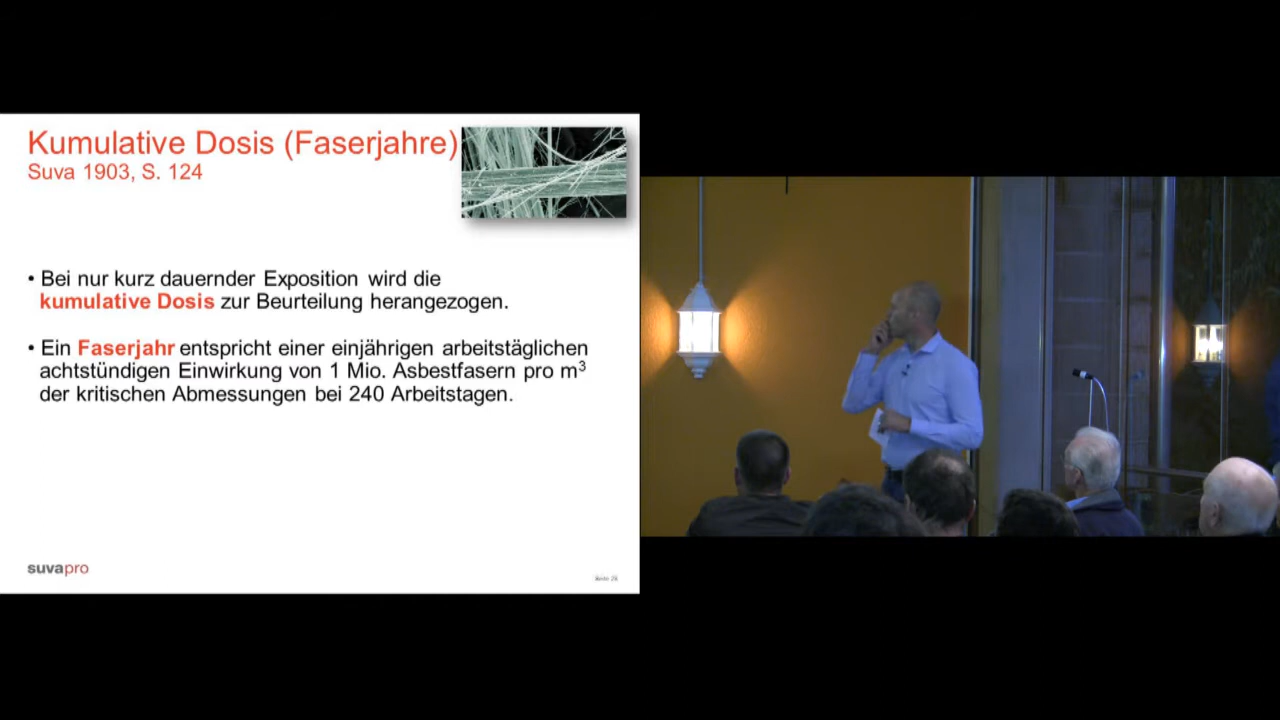 Kumulative Dosis (Faserjahre)
Suva 1903, S. 124
• Bei nur kurz dauernder Exposition wird die
kumulative Dosis zur Beurteilung herangezogen.
• Ein Faserjahr entspricht einer einjährigen arbeitstäglichen
achtstündigen Einwirkung von 1 Mio. Asbestfasern pro m³
der kritischen Abmessungen bei 240 Arbeitstagen.
suvapro
Seite 26